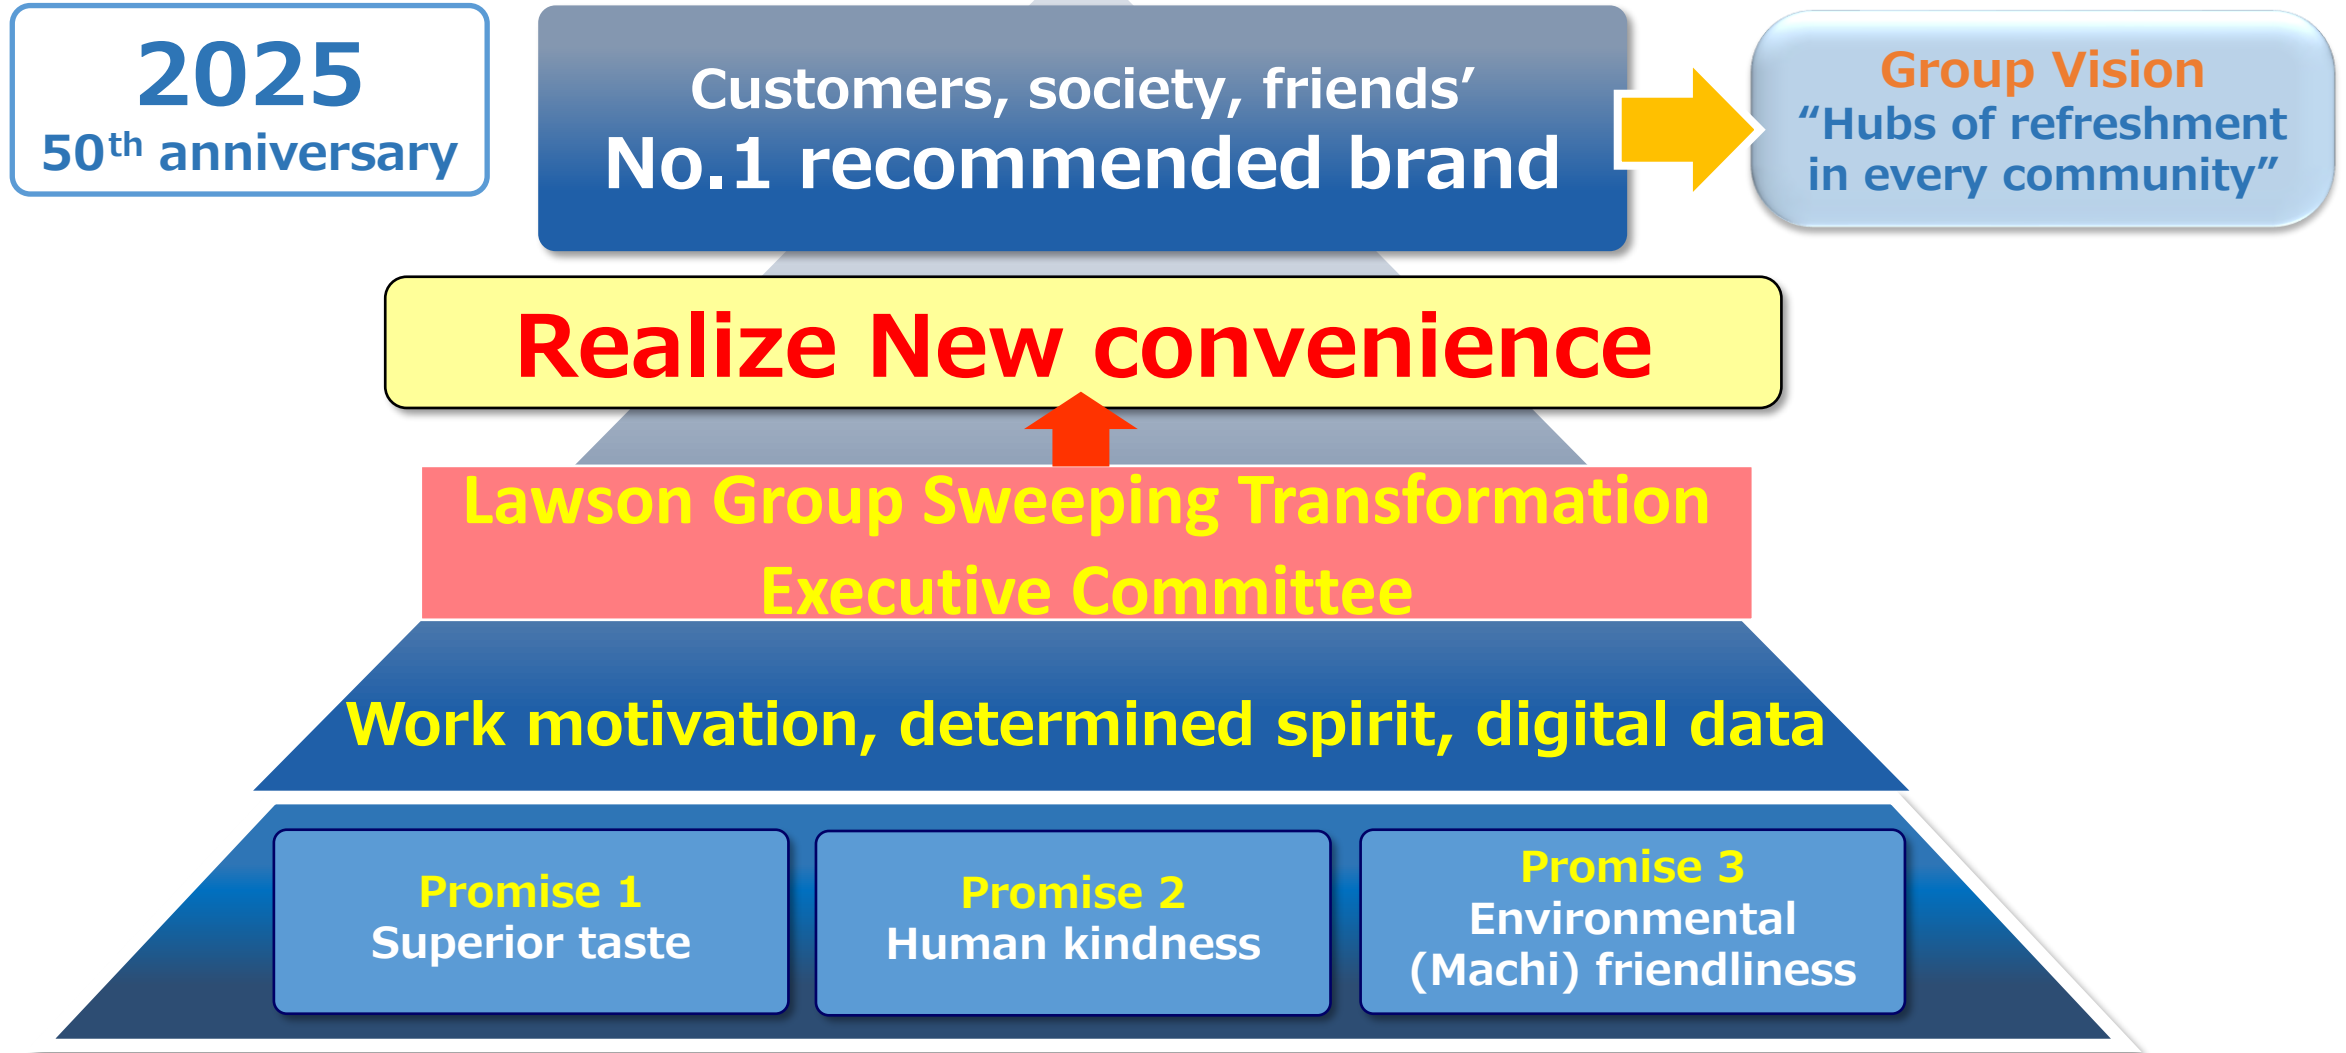 2025
50th anniversary
Customers, society, friends’
No.1 recommended brand
Group Vision
“Hubs of refreshment
in every community”
Realize New convenience
Lawson Group Sweeping Transformation
Executive Committee
Work motivation, determined spirit, digital data
Promise 1
Superior taste
Promise 2
Human kindness
Promise 3
Environmental
(Machi) friendliness